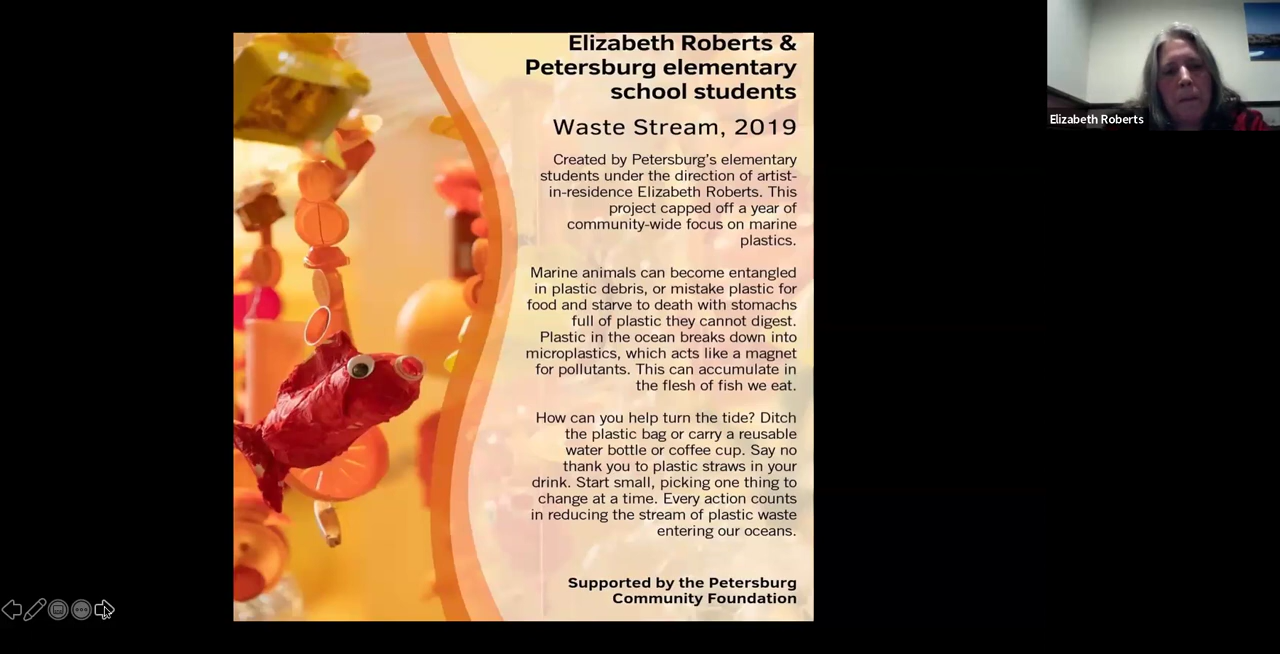 Elizabeth Roberts &
Petersburg elementary
school students
Waste Stream, 2019
Created by Petersburg's elementary
students under the direction of artist-
in-residence Elizabeth Roberts. This
project capped off a year of
community-wide focus on marine
plastics.
Marine animals can become entangled
in plastic debris, or mistake plastic for
food and starve to death with stomachs
full of plastic they cannot digest.
Plastic in the ocean breaks down into
microplastics, which acts like a magnet
for pollutants. This can accumulate in
the flesh of fish we eat.
How can you help turn the tide? Ditch
the plastic bag or carry a reusable
water bottle or coffee cup. Say no
thank you to plastic straws in your
drink. Start small, picking one thing to
change at a time. Every action counts
in reducing the stream of plastic waste
entering our oceans.
Supported by the Petersburg
Community Foundation
Elizabeth Roberts